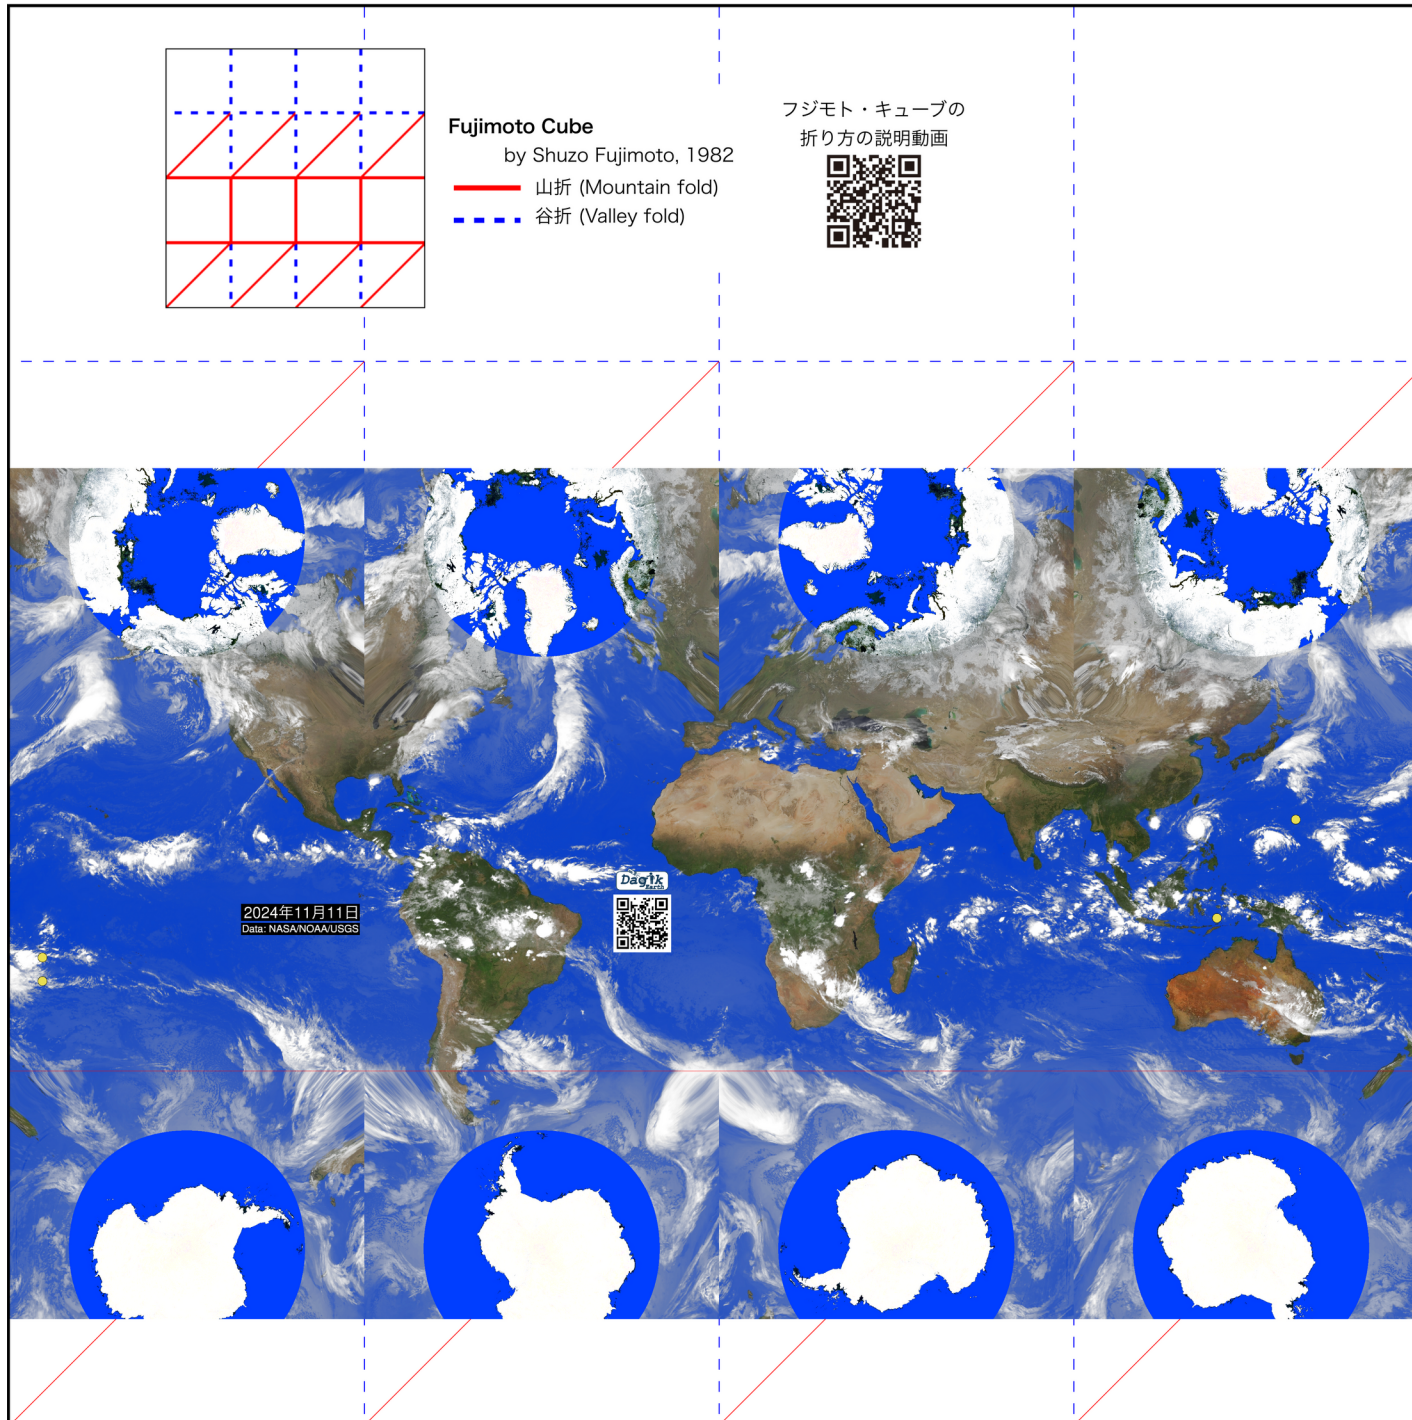 Fujimoto Cube
by Shuzo Fujimoto, 1982
山折 (Mountain fold)
谷折 (Valley fold)
フジモト・キューブの
折り方の説明動画
Dagik
Earth
2024年11月11日
Data: NASA/NOAA/USGS